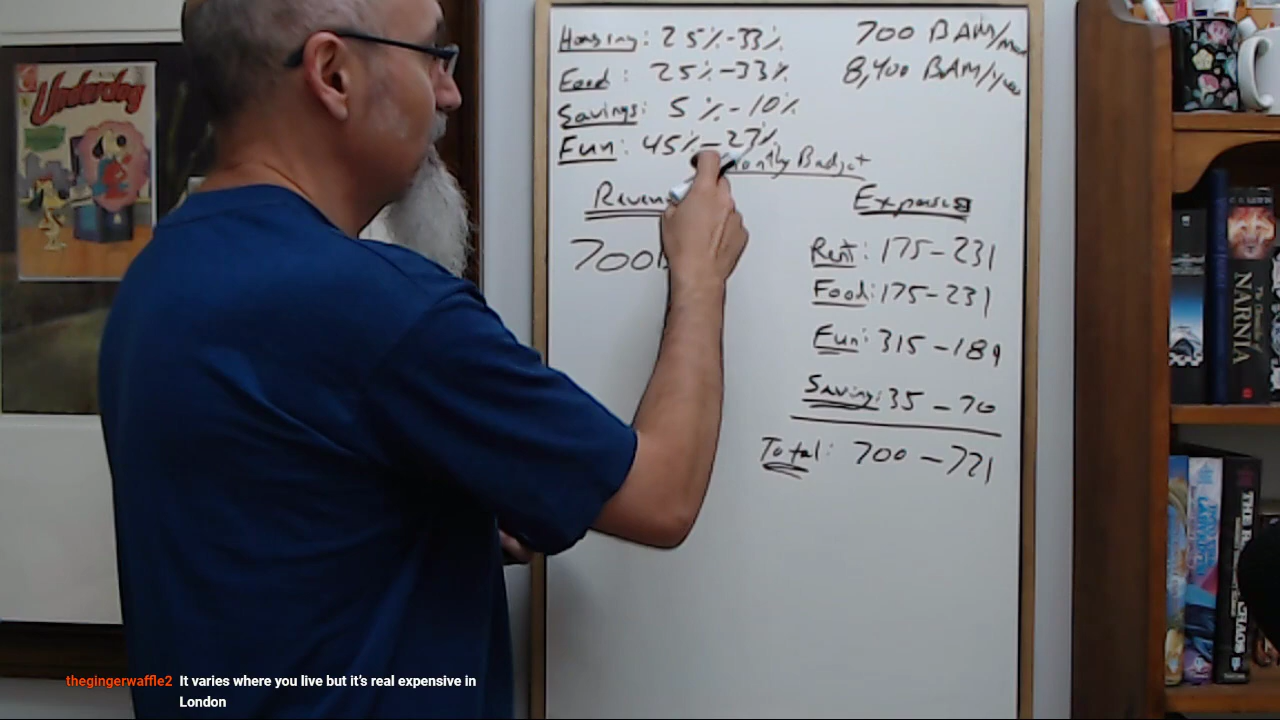 Underdog
Housing: 25%-33%
Food: 25%-33%
Savings: 5%-10%
Fun: 45%-27%
700 BAM/
8,400 BAM/
Monthly Budget
Revenue
700
Expenses
Rent: 175-231
Food: 175-231
Fun: 315-189
Savings: 35-70
Total: 700-721
NARNIA
thegingerwaffle2 It varies where you live but it's real expensive in
London